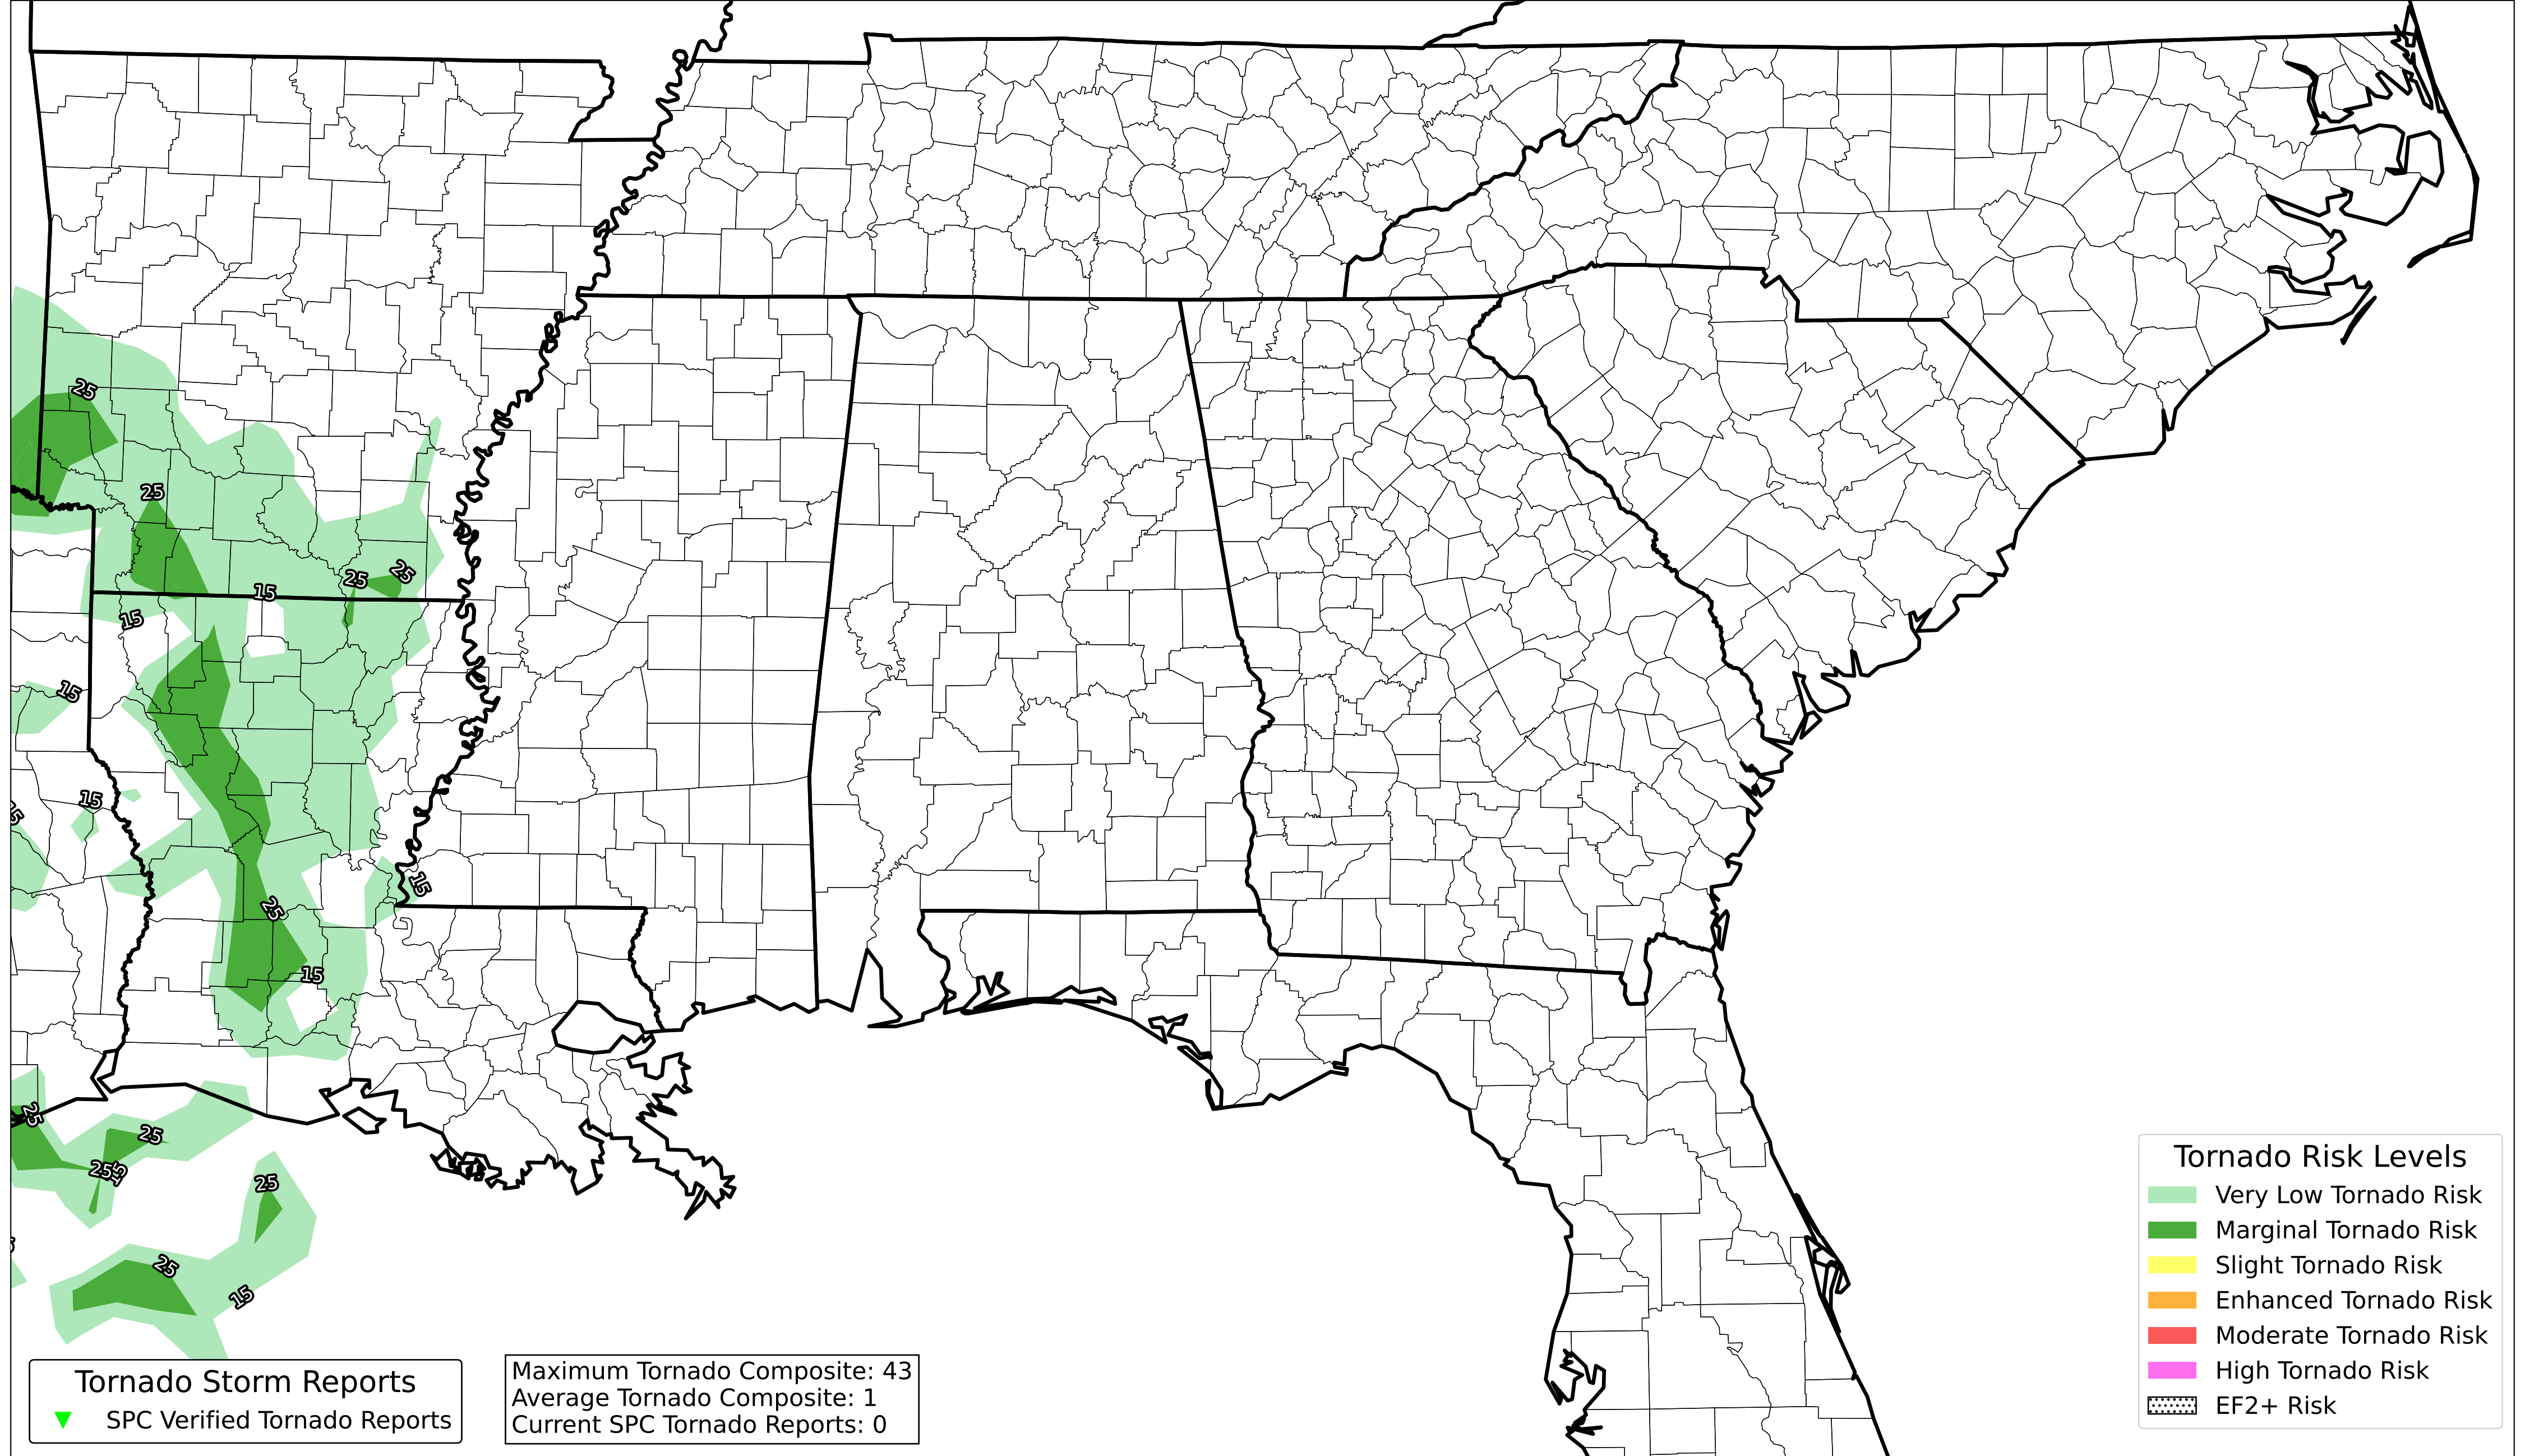 25
25
15
25
25
15
15
15
15
25
15
25
25
25
15
25
25
15
Tornado Risk Levels
Very Low Tornado Risk
Marginal Tornado Risk
Slight Tornado Risk
Enhanced Tornado Risk
Moderate Tornado Risk
High Tornado Risk
EF2+ Risk
Tornado Storm Reports
SPC Verified Tornado Reports
Maximum Tornado Composite: 43
Average Tornado Composite: 1
Current SPC Tornado Reports: 0